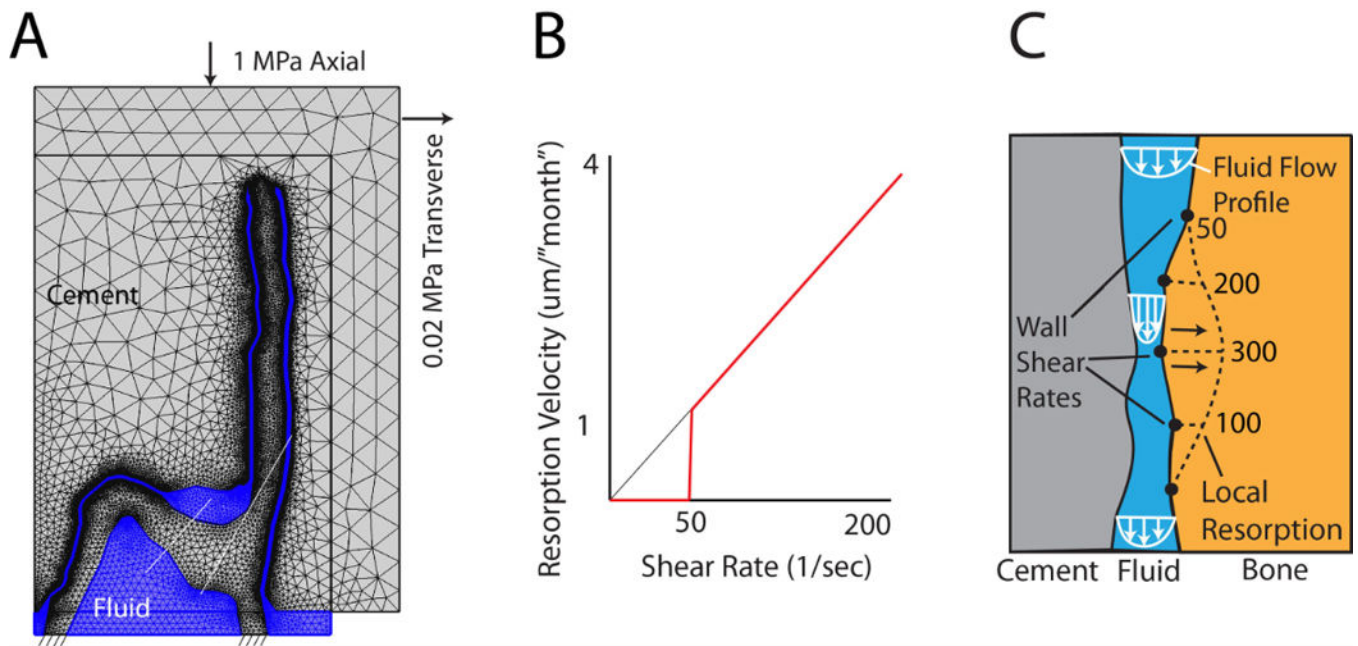 A
1 MPa Axial
0.02 MPa Transverse
Cement
Fluid
B
Resorption Velocity (um/"month")
4
1
50
200
Shear Rate (1/sec)
C
Fluid Flow
Profile
50
200
Wall
Shear
Rates
300
100
Local
Resorption
Cement
Fluid
Bone